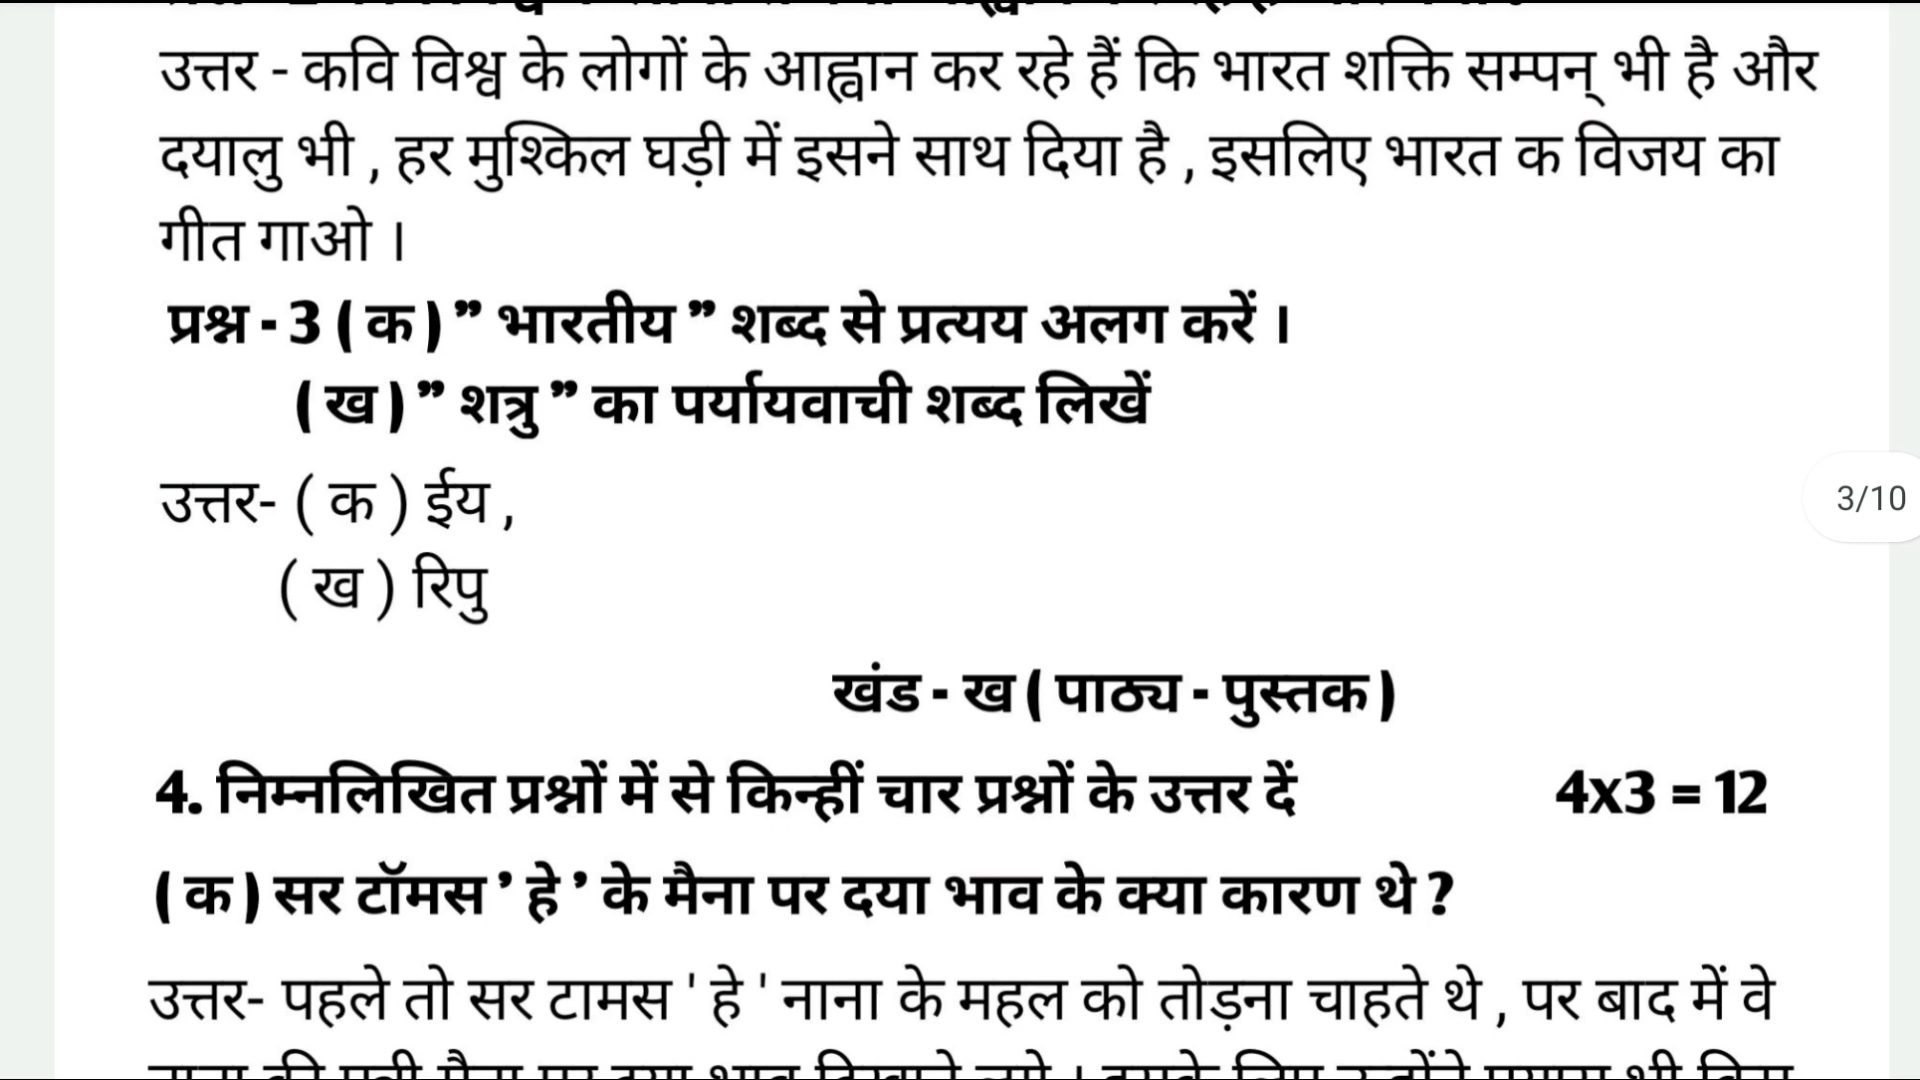 उत्तर - कवि विश्व के लोगों के आह्वान कर रहे हैं कि भारत शक्ति सम्पन् भी है और
दयालु भी , हर मुश्किल घड़ी में इसने साथ दिया है , इसलिए भारत क विजय का
गीत गाओ ।
प्रश्न - 3 ( क ) ” भारतीय ” शब्द से प्रत्यय अलग करें ।
( ख ) ” शत्रु ” का पर्यायवाची शब्द लिखें
उत्तर- ( क ) ईय ,
3/10
( ख ) रिपु
खंड - ख ( पाठ्य - पुस्तक )
4. निम्नलिखित प्रश्नों में से किन्हीं चार प्रश्नों के उत्तर दें 4x3 = 12
( क ) सर टॉमस ’ हे ’ के मैना पर दया भाव के क्या कारण थे ?
उत्तर- पहले तो सर टामस ' हे ' नाना के महल को तोड़ना चाहते थे , पर बाद में वे